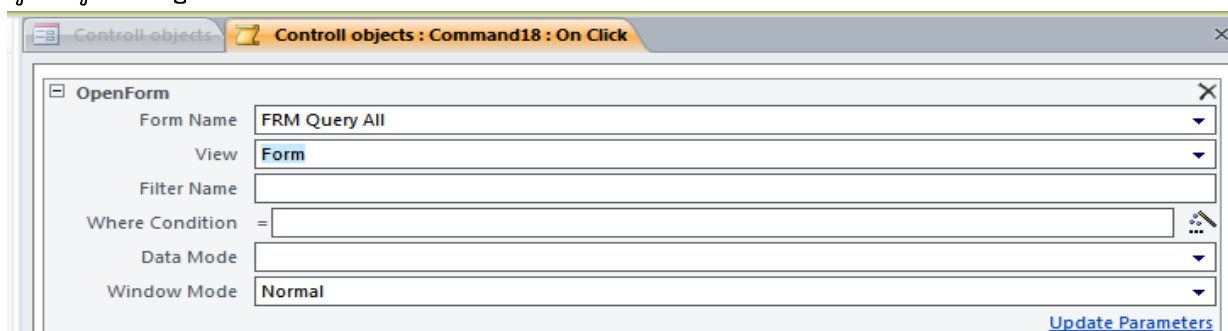 Controll objects Controll objects : Command18 : On Click
OpenForm
Form Name FRM Query All
View Form
Filter Name
Where Condition =
Data Mode
Window Mode Normal
Update Parameters